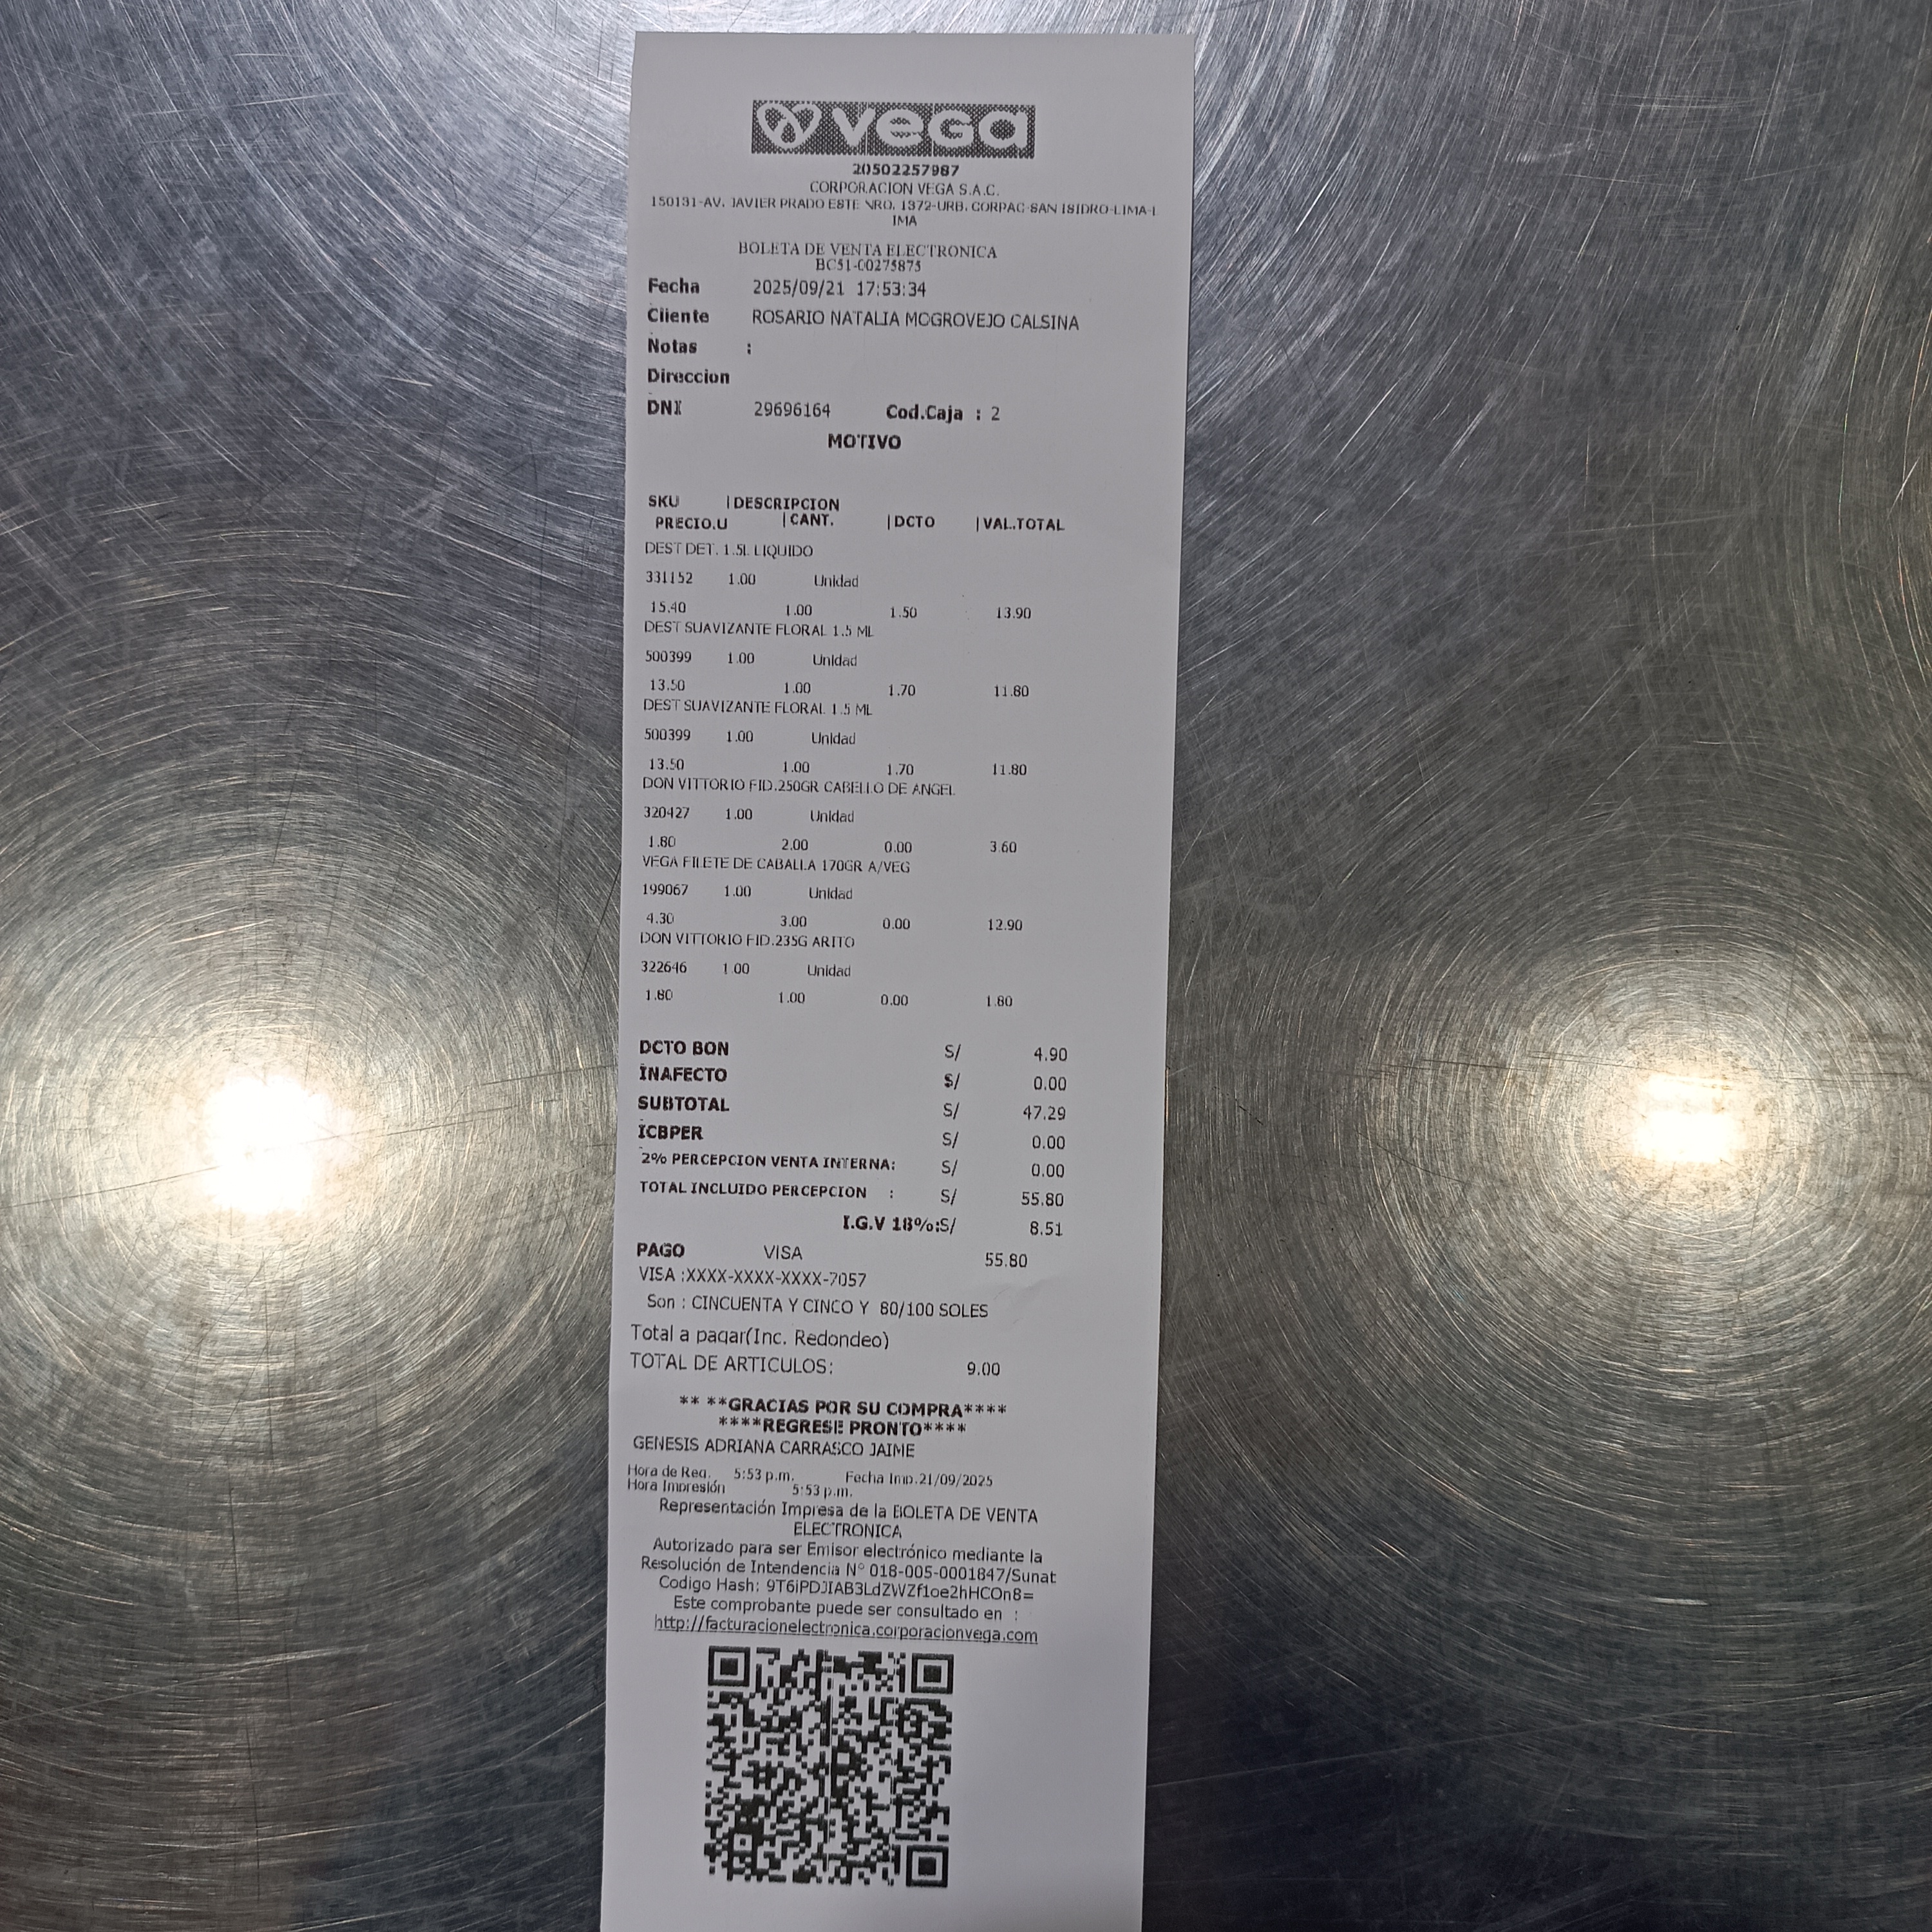 vega
20502257987
CORPORACION VEGA S.A.C.
150131-AV. JAVIER PRADO ESTE NRO. 1372-URB. CORPAC-SAN ISIDRO-LIMA-L
IMA
BOLETA DE VENTA ELECTRONICA
BC51-00275875
Fecha 2025/09/21 17:53:34
Cliente ROSARIO NATALIA MOGROVEJO CALSINA
Notas :
Direccion
DNI 29696164 Cod.Caja : 2
MOTIVO
SKU |DESCRIPCION
PRECIO.U |CANT. |DCTO |VAL.TOTAL
DEST DET. 1.5L LIQUIDO
331152 1.00 Unidad
15.40 1.00 1.50 13.90
DEST SUAVIZANTE FLORAL 1.5 ML
500399 1.00 Unidad
13.50 1.00 1.70 11.80
DEST SUAVIZANTE FLORAL 1.5 ML
500399 1.00 Unidad
13.50 1.00 1.70 11.80
DON VITTORIO FID.250GR CABELLO DE ANGEL
320427 1.00 Unidad
1.80 2.00 0.00 3.60
VEGA FILETE DE CABALLA 170GR A/VEG
199067 1.00 Unidad
4.30 3.00 0.00 12.90
DON VITTORIO FID.235G ARITO
322646 1.00 Unidad
1.80 1.00 0.00 1.80
DCTO BON S/ 4.90
INAFECTO S/ 0.00
SUBTOTAL S/ 47.29
ICBPER S/ 0.00
2% PERCEPCION VENTA INTERNA: S/ 0.00
TOTAL INCLUIDO PERCEPCION : S/ 55.80
I.G.V 18%:S/ 8.51
PAGO VISA 55.80
VISA :XXXX-XXXX-XXXX-7057
Son : CINCUENTA Y CINCO Y 80/100 SOLES
Total a pagar(Inc. Redondeo)
TOTAL DE ARTICULOS: 9.00
** **GRACIAS POR SU COMPRA****
****REGRESE PRONTO****
GENESIS ADRIANA CARRASCO JAIME
Hora de Reg. 5:53 p.m. Fecha Imp.21/09/2025
Hora Impresión 5:53 p.m.
Representación Impresa de la BOLETA DE VENTA
ELECTRONICA
Autorizado para ser Emisor electrónico mediante la
Resolución de Intendencia N° 018-005-0001847/Sunat
Codigo Hash: 9T6iPDJIAB3LdZWZf1oe2hHCOn8=
Este comprobante puede ser consultado en :
http://facturacionelectronica.corporacionvega.com